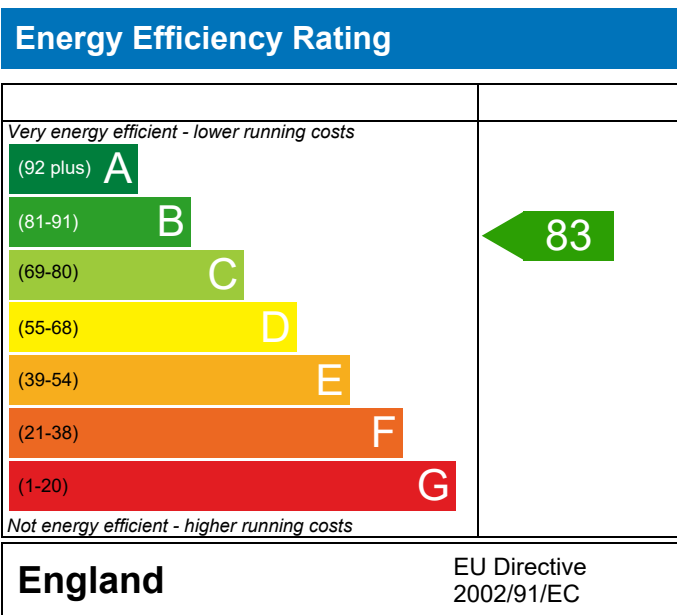 Energy Efficiency Rating
Very energy efficient - lower running costs
(92 plus) A
(81-91) B
83
(69-80) C
(55-68) D
(39-54) E
(21-38) F
(1-20) G
Not energy efficient - higher running costs
England
EU Directive
2002/91/EC